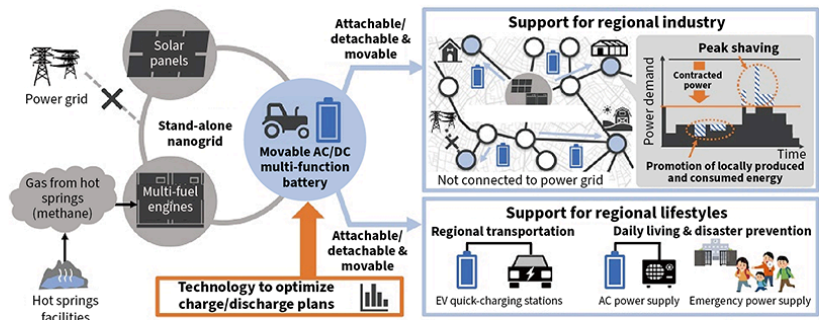 Solar
panels
Power grid
Stand-alone
nanogrid
Gas from hot
springs
(methane)
Multi-fuel
engines
Hot springs
facilities
Movable AC/DC
multi-function
battery
Attachable/
detachable &
movable
Attachable/
detachable &
movable
Technology to optimize
charge/discharge plans
Support for regional industry
Not connected to power grid
Peak shaving
Contracted
power
Power demand
Time
Promotion of locally produced
and consumed energy
Support for regional lifestyles
Regional transportation
EV quick-charging stations
Daily living & disaster prevention
AC power supply
Emergency power supply